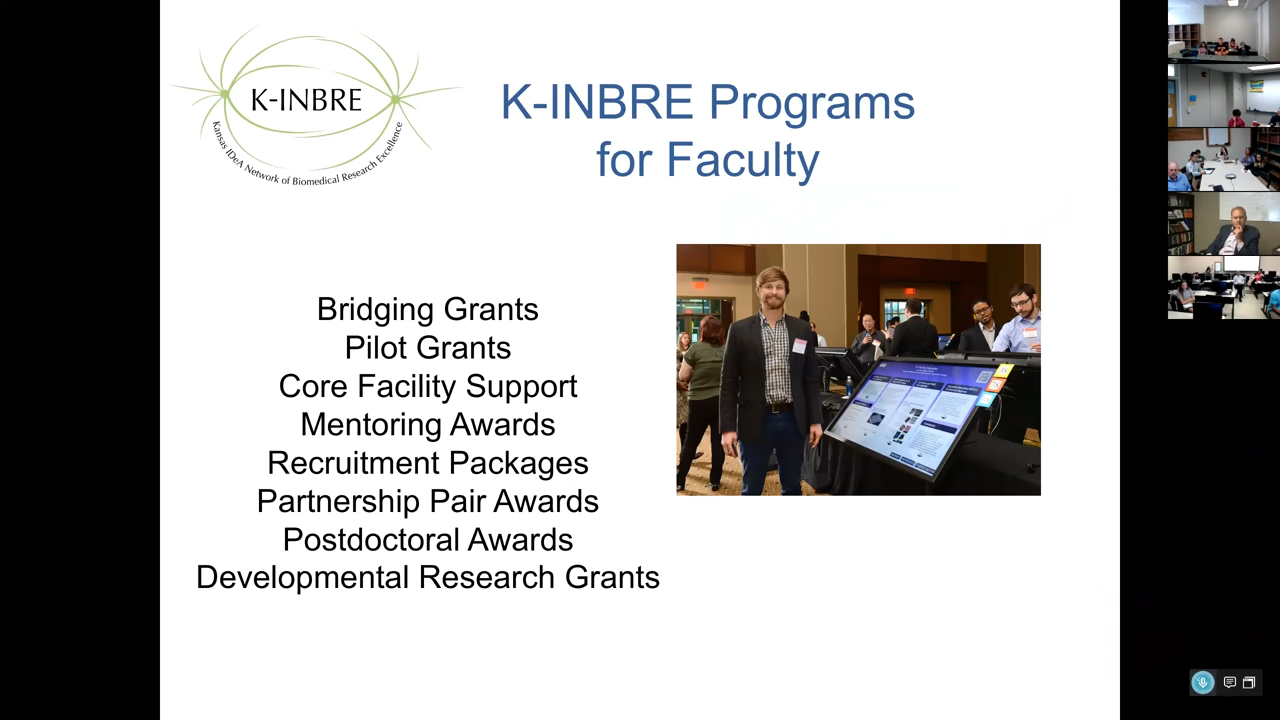 K-INBRE
Kansas IDeA Network of Biomedical Research Excellence
K-INBRE Programs
for Faculty
Bridging Grants
Pilot Grants
Core Facility Support
Mentoring Awards
Recruitment Packages
Partnership Pair Awards
Postdoctoral Awards
Developmental Research Grants